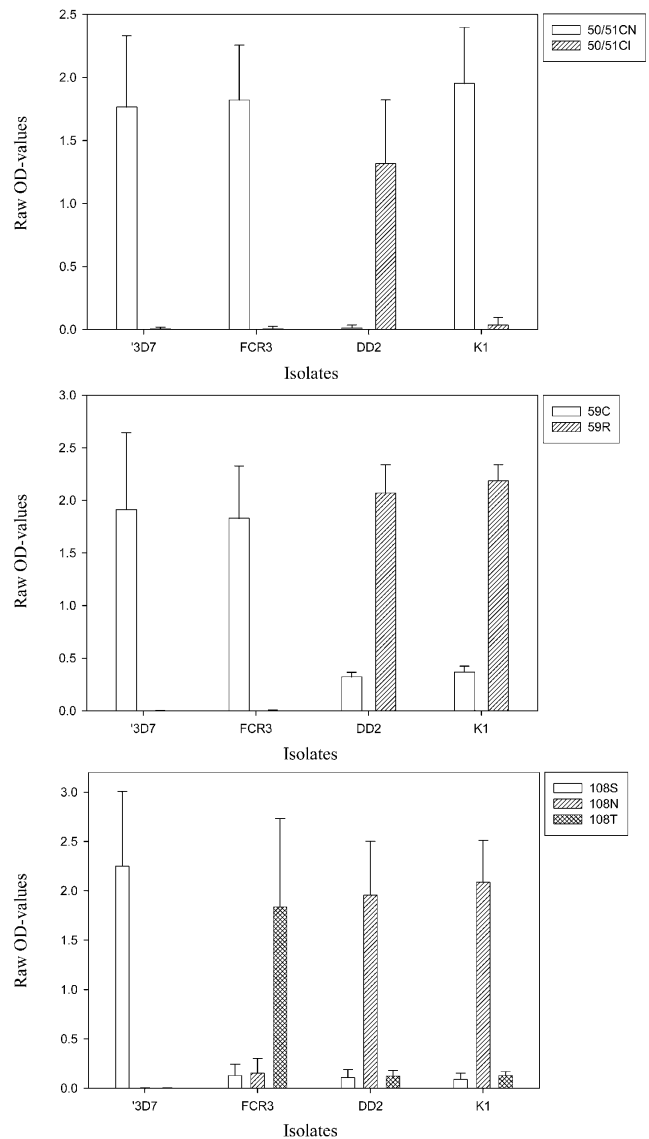 2.5
2.0
1.5
1.0
0.5
0.0
Raw OD-values
50/51CN
50/51CI
'3D7 FCR3 DD2 K1
Isolates
3.0
2.5
2.0
1.5
1.0
0.5
0.0
Raw OD-values
59C
59R
'3D7 FCR3 DD2 K1
Isolates
3.0
2.5
2.0
1.5
1.0
0.5
0.0
Raw OD-values
108S
108N
108T
'3D7 FCR3 DD2 K1
Isolates